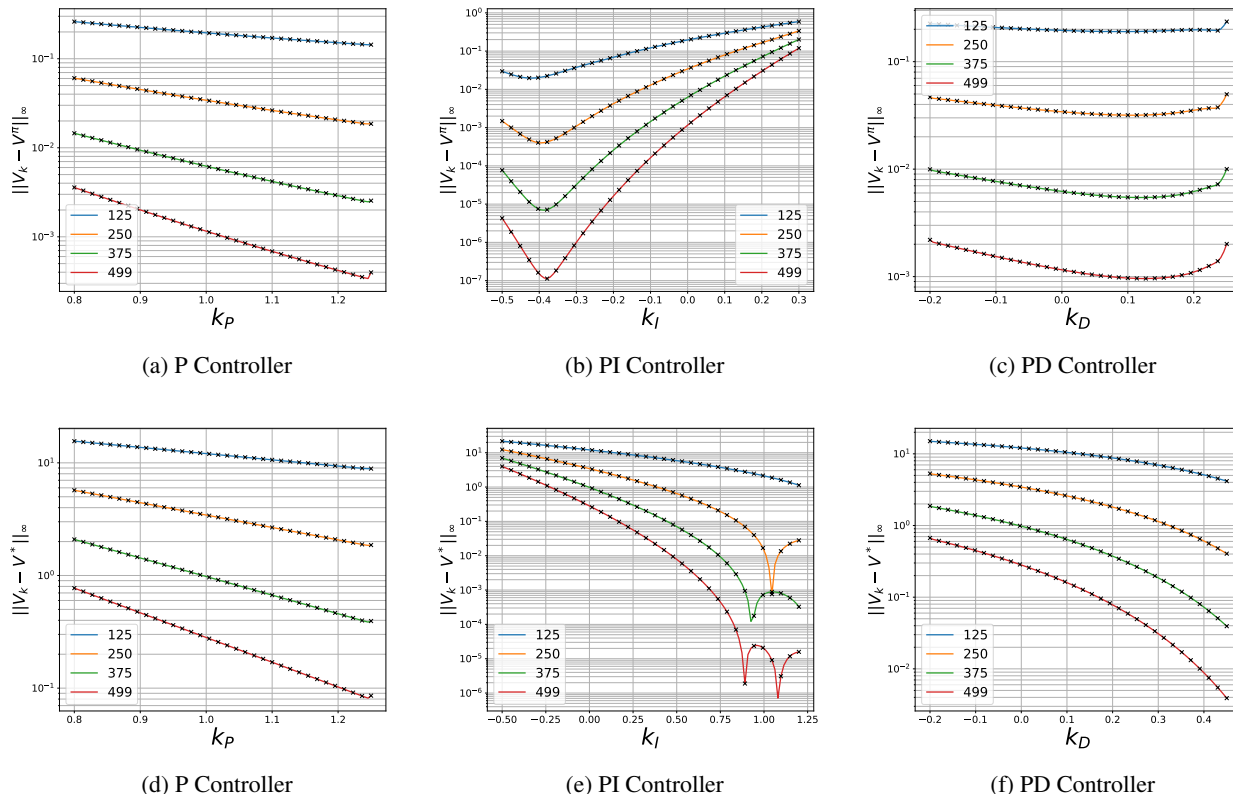 10^{-1}
10^{-2}
10^{-3}
||V_k − V^π||_∞
125
250
375
499
0.8 0.9 1.0 1.1 1.2
k_P
(a) P Controller
10^0
10^{-1}
10^{-2}
10^{-3}
10^{-4}
10^{-5}
10^{-6}
10^{-7}
||V_k − V^π||_∞
125
250
375
499
−0.5 −0.4 −0.3 −0.2 −0.1 0.0 0.1 0.2 0.3
k_I
(b) PI Controller
10^{-1}
10^{-2}
10^{-3}
||V_k − V^π||_∞
125
250
375
499
−0.2 −0.1 0.0 0.1 0.2
k_D
(c) PD Controller
10^1
10^0
10^{-1}
||V_k − V^*||_∞
125
250
375
499
0.8 0.9 1.0 1.1 1.2
k_P
(d) P Controller
10^1
10^0
10^{-1}
10^{-2}
10^{-3}
10^{-4}
10^{-5}
10^{-6}
||V_k − V^*||_∞
125
250
375
499
−0.50 −0.25 0.00 0.25 0.50 0.75 1.00 1.25
k_I
(e) PI Controller
10^1
10^0
10^{-1}
10^{-2}
||V_k − V^*||_∞
125
250
375
499
−0.2 −0.1 0.0 0.1 0.2 0.3 0.4
k_D
(f) PD Controller